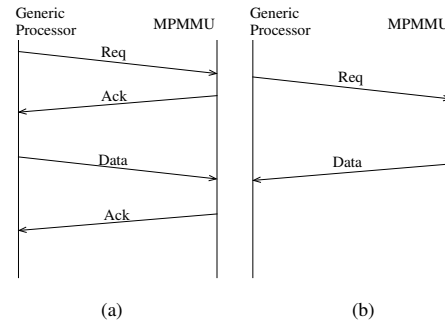 Generic
Processor
MPMMU
Req
Ack
Data
Ack
(a)
Generic
Processor
MPMMU
Req
Data
(b)